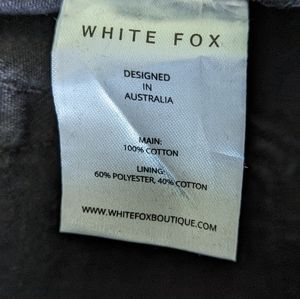 WHITE FOX
DESIGNED
IN
AUSTRALIA
MAIN:
100% COTTON
LINING:
60% POLYESTER, 40% COTTON
WWW.WHITEFOXBOUTIQUE.COM